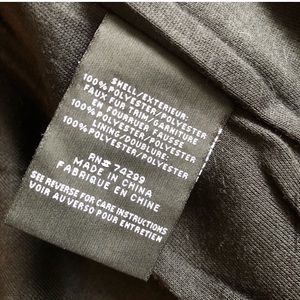 SHELL/EXTERIEUR:
100% POLYESTER/POLYESTER
FAUX FUR TRIM/GARNITURE
EN FOURRURE FAUSSE
100% POLYESTER/POLYESTER
LINING/DOUBLURE:
100% POLYESTER/POLYESTER
RN# 74299
MADE IN CHINA
FABRIQUE EN CHINE
SEE REVERSE FOR CARE INSTRUCTIONS
VOIR AU VERSO POUR ENTRETIEN